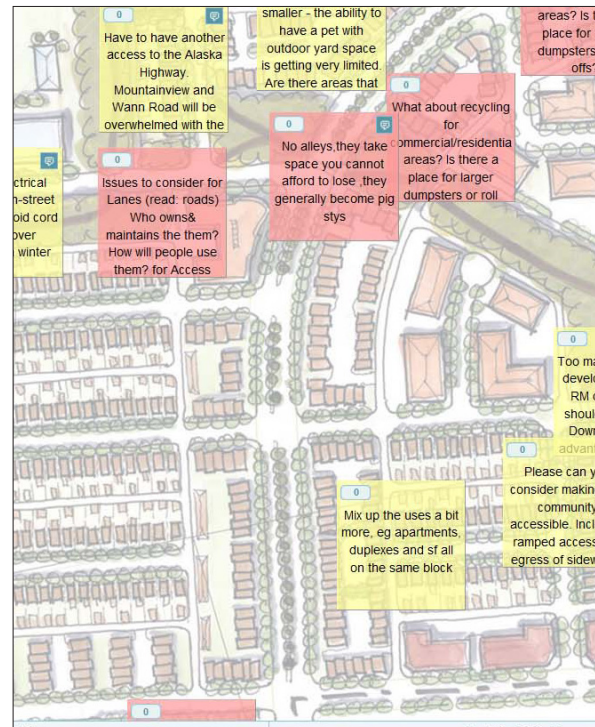 0
Have to have another
access to the Alaska
Highway.
Mountainview and
Wann Road will be
overwhelmed with the
smaller - the ability to
have a pet with
outdoor yard space
is getting very limited.
Are there areas that
areas? Is
place for
dumpsters
offs?
0
What about recycling
for
commercial/residentia
areas? Is there a
place for larger
dumpsters or roll
0
No alleys,they take
space you cannot
afford to lose ,they
generally become pig
stys
ctrical
n-street
oid cord
over
winter
0
Issues to consider for
Lanes (read: roads)
Who owns&
maintains the them?
How will people use
them? for Access
0
Too ma
develo
RM
shoul
Down
advan
0
Please can y
consider making
community
accessible. Incl
ramped access
egress of sidew
0
Mix up the uses a bit
more, eg apartments,
duplexes and sf all
on the same block
0